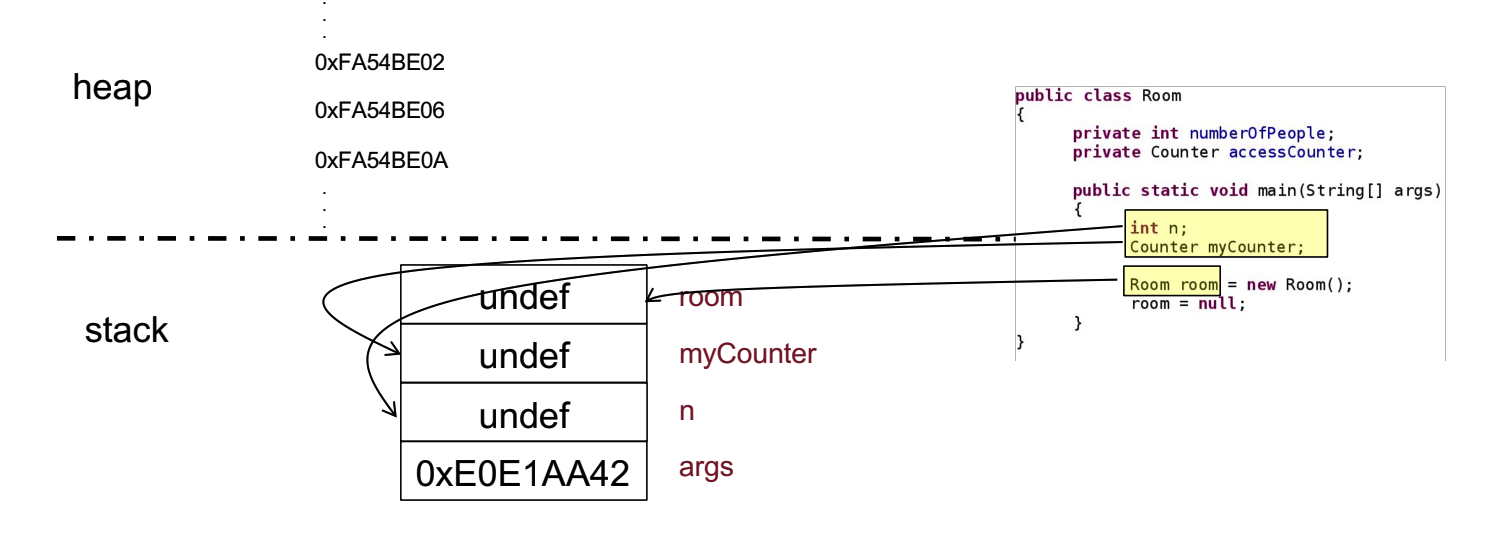 .
.
.
0xFA54BE02
heap
0xFA54BE06
0xFA54BE0A
.
.
.
stack
undef room
undef myCounter
undef n
0xE0E1AA42 args
public class Room
{
private int numberOfPeople;
private Counter accessCounter;
public static void main(String[] args)
{
int n;
Counter myCounter;
Room room = new Room();
room = null;
}
}